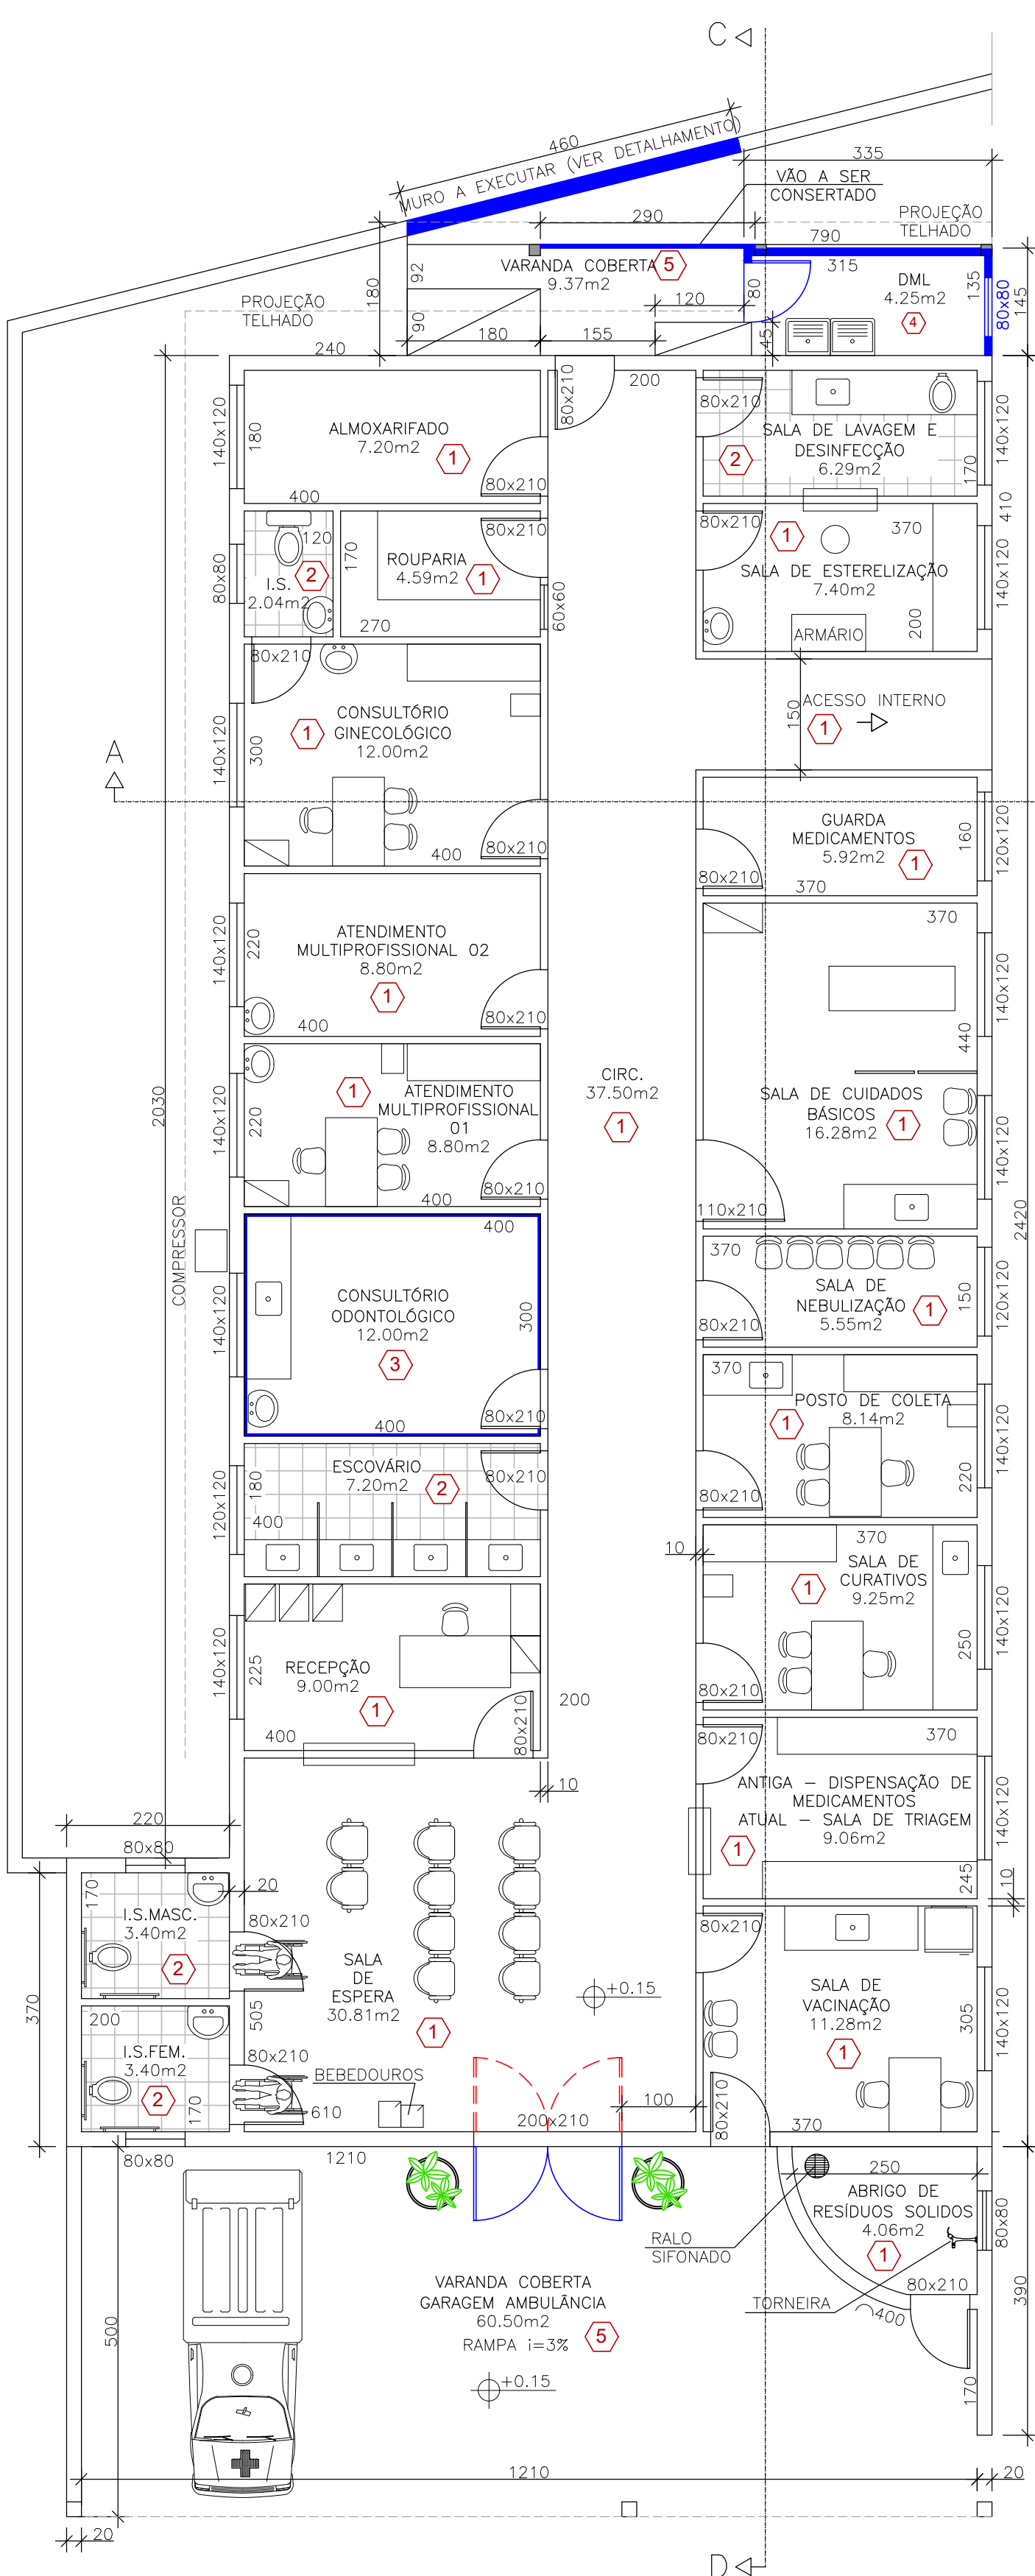 C
460
MURO A EXECUTAR (VER DETALHAMENTO)
335
VÃO A SER
CONSERTADO
290
PROJEÇÃO
TELHADO
790
VARANDA COBERTA
9.37m2
5
315
DML
4.25m2
4
135
80x80
145
92
180
90
80
120
45
PROJEÇÃO
TELHADO
240
180
155
200
80x210
140x120
180
ALMOXARIFADO
7.20m2
1
80x210
400
80x210
SALA DE LAVAGEM E
DESINFECÇÃO
6.29m2
2
170
140x120
410
120
I.S.
2.04m2
2
80x80
170
ROUPARIA
4.59m2
1
270
80x210
60x60
80x210
1
370
SALA DE ESTERELIZAÇÃO
7.40m2
ARMÁRIO
200
140x120
80x210
CONSULTÓRIO
GINECOLÓGICO
12.00m2
1
300
140x120
400
80x210
150
ACESSO INTERNO
1
A
GUARDA
MEDICAMENTOS
5.92m2
1
160
120x120
80x210
370
ATENDIMENTO
MULTIPROFISSIONAL 02
8.80m2
1
220
140x120
400
80x210
370
440
140x120
SALA DE CUIDADOS
BÁSICOS
16.28m2
1
140x120
110x210
CIRC.
37.50m2
1
2030
2420
1
ATENDIMENTO
MULTIPROFISSIONAL
01
8.80m2
220
140x120
400
80x210
COMPRESSOR
400
CONSULTÓRIO
ODONTOLÓGICO
12.00m2
3
300
140x120
400
80x210
370
SALA DE
NEBULIZAÇÃO
5.55m2
1
150
120x120
80x210
370
POSTO DE COLETA
8.14m2
1
220
140x120
80x210
ESCOVÁRIO
7.20m2
2
180
400
120x120
80x210
10
370
SALA DE
CURATIVOS
9.25m2
1
250
140x120
80x210
RECEPÇÃO
9.00m2
1
225
140x120
400
80x210
200
10
80x210
370
ANTIGA – DISPENSAÇÃO DE
MEDICAMENTOS
ATUAL – SALA DE TRIAGEM
9.06m2
1
245
140x120
10
220
80x80
20
170
I.S.MASC.
3.40m2
2
80x210
370
200
I.S.FEM.
3.40m2
2
170
80x210
80x80
505
610
SALA
DE
ESPERA
30.81m2
1
+0.15
BEBEDOUROS
200x210
100
80x210
SALA DE
VACINAÇÃO
11.28m2
1
305
140x120
80x210
370
1210
250
ABRIGO DE
RESÍDUOS SOLIDOS
4.06m2
1
80x80
RALO
SIFONADO
TORNEIRA
80x210
400
390
170
500
VARANDA COBERTA
GARAGEM AMBULÂNCIA
60.50m2
RAMPA i=3%
5
+0.15
1210
20
20
D